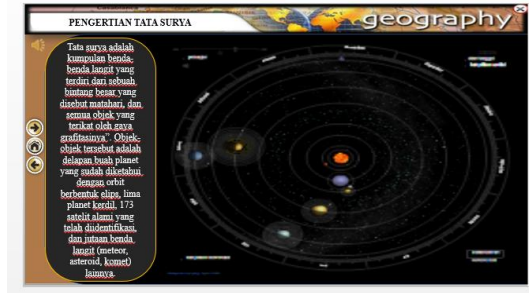 PENGERTIAN TATA SURYA
geography
Tata surya adalah
kumpulan benda-
benda langit yang
terdiri dari sebuah
bintang besar yang
disebut matahari, dan
semua objek yang
terikat oleh gaya
grafitasinya". Objek-
objek tersebut adalah
delapan buah planet
yang sudah diketahui
dengan orbit
berbentuk elips, lima
planet kerdil, 173
satelit alami yang
telah diidentifikasi,
dan jutaan benda
langit (meteor,
asteroid, komet)
lainnya.